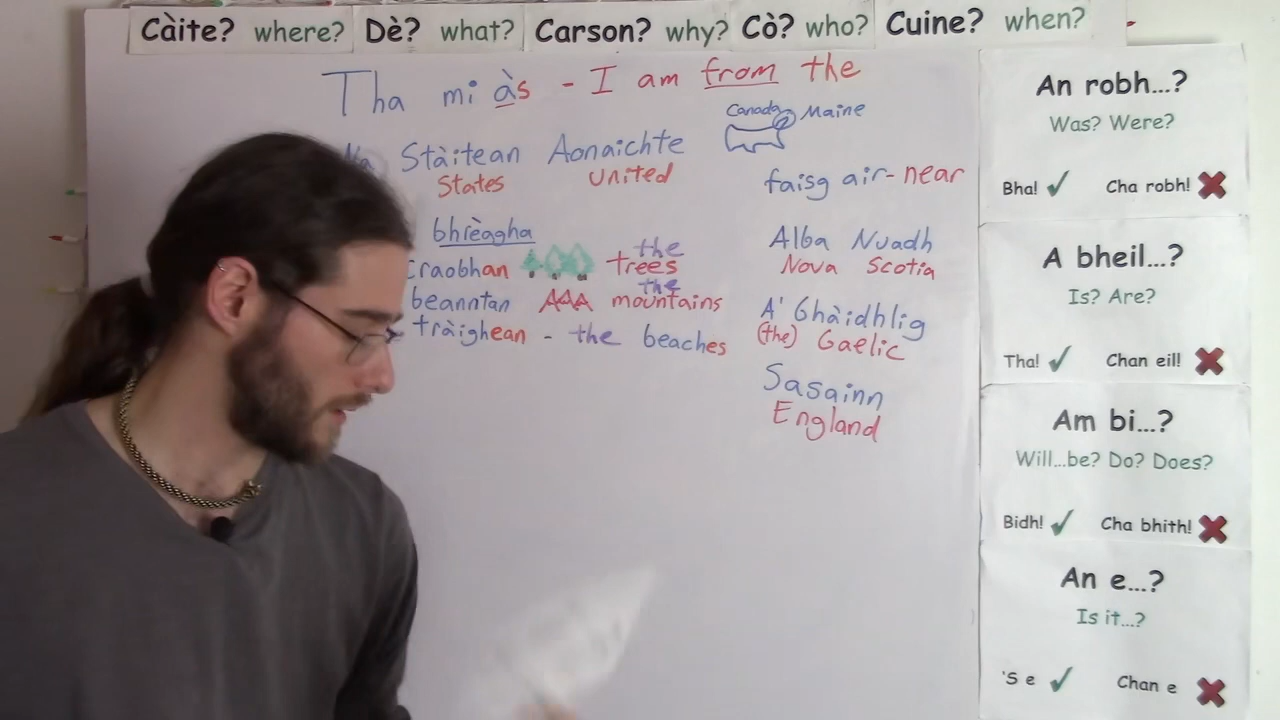 Càite? where? Dè? what? Carson? why? Cò? who? Cuine? when?
Tha mi às - I am from the
Na Stàitean Aonaichte
States United
bhrèagha
craobhan the trees
beanntan the mountains
tràighean - the beaches
Canada Maine
faisg air - near
Alba Nuadh
Nova Scotia
A' Ghàidhlig
(the) Gaelic
Sasainn
England
An robh...?
Was? Were?
Bha! Cha robh!
A bheil...?
Is? Are?
Tha! Chan eil!
Am bi...?
Will...be? Do? Does?
Bidh! Cha bhith!
An e...?
Is it...?
'S e Chan e